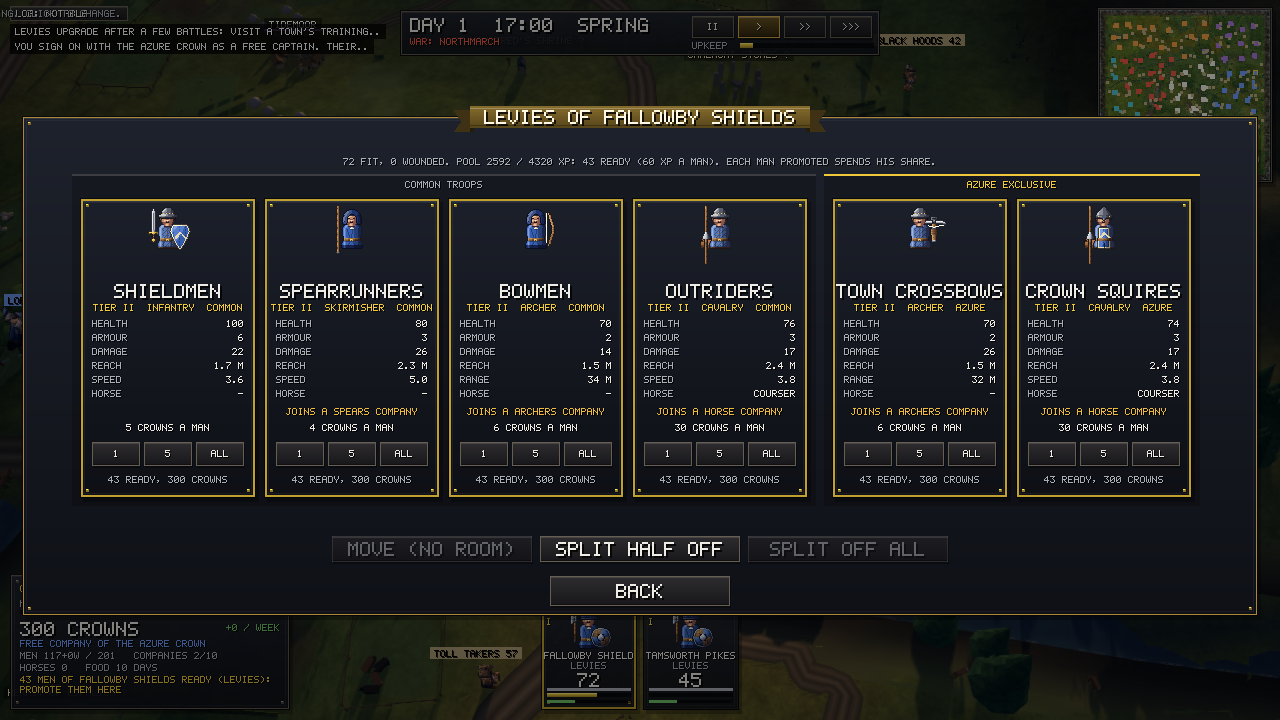 LEVIES UPGRADE AFTER A FEW BATTLES: VISIT A TOWN'S TRAINING..
YOU SIGN ON WITH THE AZURE CROWN AS A FREE CAPTAIN. THEIR..
DAY 1 17:00 SPRING
WAR: NORTHMARCH
II > >> >>>
UPKEEP
BLACK HOODS 42
LEVIES OF FALLOWBY SHIELDS
72 FIT, 0 WOUNDED. POOL 2592 / 4320 XP: 43 READY (60 XP A MAN). EACH MAN PROMOTED SPENDS HIS SHARE.
COMMON TROOPS
AZURE EXCLUSIVE
SHIELDMEN
TIER II INFANTRY COMMON
HEALTH 100
ARMOUR 6
DAMAGE 22
REACH 1.7 M
SPEED 3.6
HORSE -
5 CROWNS A MAN
1 5 ALL
43 READY, 300 CROWNS
SPEARRUNNERS
TIER II SKIRMISHER COMMON
HEALTH 80
ARMOUR 3
DAMAGE 26
REACH 2.3 M
SPEED 5.0
HORSE -
JOINS A SPEARS COMPANY
4 CROWNS A MAN
1 5 ALL
43 READY, 300 CROWNS
BOWMEN
TIER II ARCHER COMMON
HEALTH 70
ARMOUR 2
DAMAGE 14
REACH 1.5 M
RANGE 34 M
HORSE -
JOINS A ARCHERS COMPANY
6 CROWNS A MAN
1 5 ALL
43 READY, 300 CROWNS
OUTRIDERS
TIER II CAVALRY COMMON
HEALTH 76
ARMOUR 3
DAMAGE 17
REACH 2.4 M
SPEED 3.8
HORSE COURSER
JOINS A HORSE COMPANY
30 CROWNS A MAN
1 5 ALL
43 READY, 300 CROWNS
TOWN CROSSBOWS
TIER II ARCHER AZURE
HEALTH 70
ARMOUR 2
DAMAGE 26
REACH 1.5 M
RANGE 32 M
HORSE -
JOINS A ARCHERS COMPANY
6 CROWNS A MAN
1 5 ALL
43 READY, 300 CROWNS
CROWN SQUIRES
TIER II CAVALRY AZURE
HEALTH 74
ARMOUR 3
DAMAGE 17
REACH 2.4 M
SPEED 3.8
HORSE COURSER
JOINS A HORSE COMPANY
30 CROWNS A MAN
1 5 ALL
43 READY, 300 CROWNS
MOVE (NO ROOM)
SPLIT HALF OFF
SPLIT OFF ALL
BACK
300 CROWNS +0 / WEEK
FREE COMPANY OF THE AZURE CROWN
MEN 117+0W / 201 COMPANIES 2/10
HORSES 0 FOOD 10 DAYS
43 MEN OF FALLOWBY SHIELDS READY (LEVIES):
PROMOTE THEM HERE
TOLL TAKERS 57
I
FALLOWBY SHIELD
LEVIES
72
I
TAMSWORTH PIKES
LEVIES
45